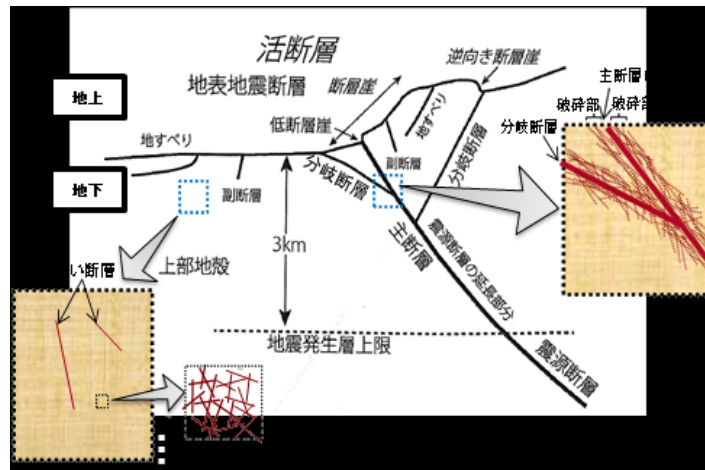 活断層
地表地震断層
断層崖
逆向き断層崖
主断層
破砕部
破砕部
分岐断層
地上
低断層崖
地すべり
地すべり
副断層
分岐断層
地下
副断層
分岐断層
3km
主断層
震源断層の延長部分
上部地殻
い断層
地震発生層上限
震源断層